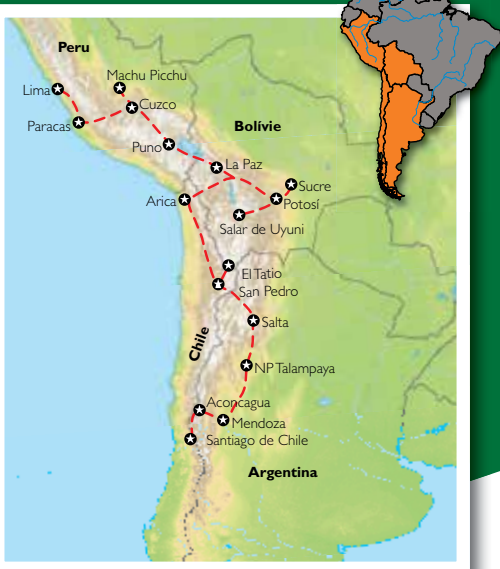 Peru
Machu Picchu
Lima
Cuzco
Paracas
Bolívie
Puno
La Paz
Sucre
Arica
Potosí
Salar de Uyuni
El Tatio
San Pedro
Salta
Chile
NP Talampaya
Aconcagua
Mendoza
Santiago de Chile
Argentina